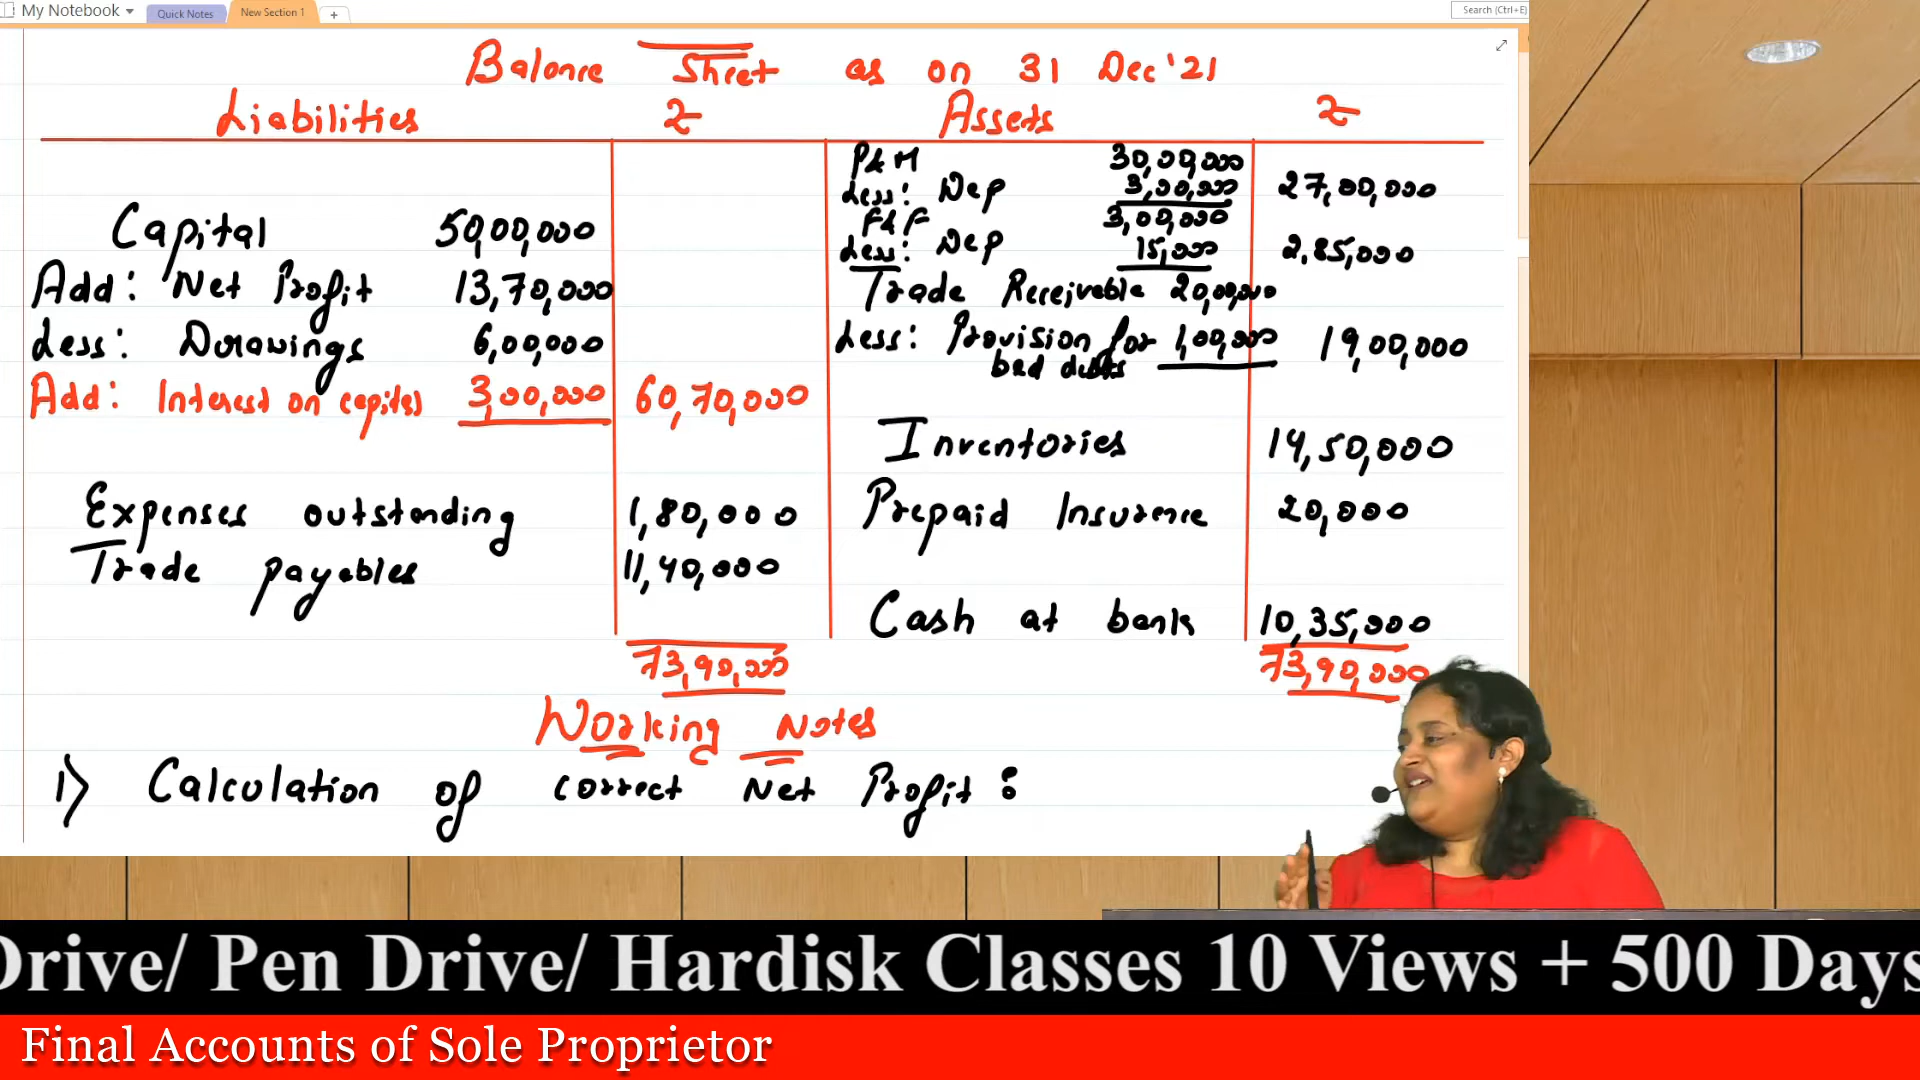 My Notebook
Quick Notes
New Section 1
+
Search (Ctrl+E)
Balance Sheet as on 31 Dec '21
Liabilities ₹ Assets ₹
P&M 30,00,000
Less: Dep 3,00,000 27,00,000
F&F 3,00,000
Capital 50,00,000
Less: Dep 15,000 2,85,000
Add: Net Profit 13,70,000
Trade Receivable 20,00,000
Less: Drawings 6,00,000
Less: Provision for bad debts 1,00,000 19,00,000
Add: Interest on capital 3,00,000 60,70,000
Inventories 14,50,000
Expenses outstanding 1,80,000
Prepaid Insurance 20,000
Trade payables 11,40,000
Cash at bank 10,35,000
73,90,000 73,90,000
Working Notes
1) Calculation of correct Net Profit :
Drive/ Pen Drive/ Hardisk Classes 10 Views + 500 Days
Final Accounts of Sole Proprietor